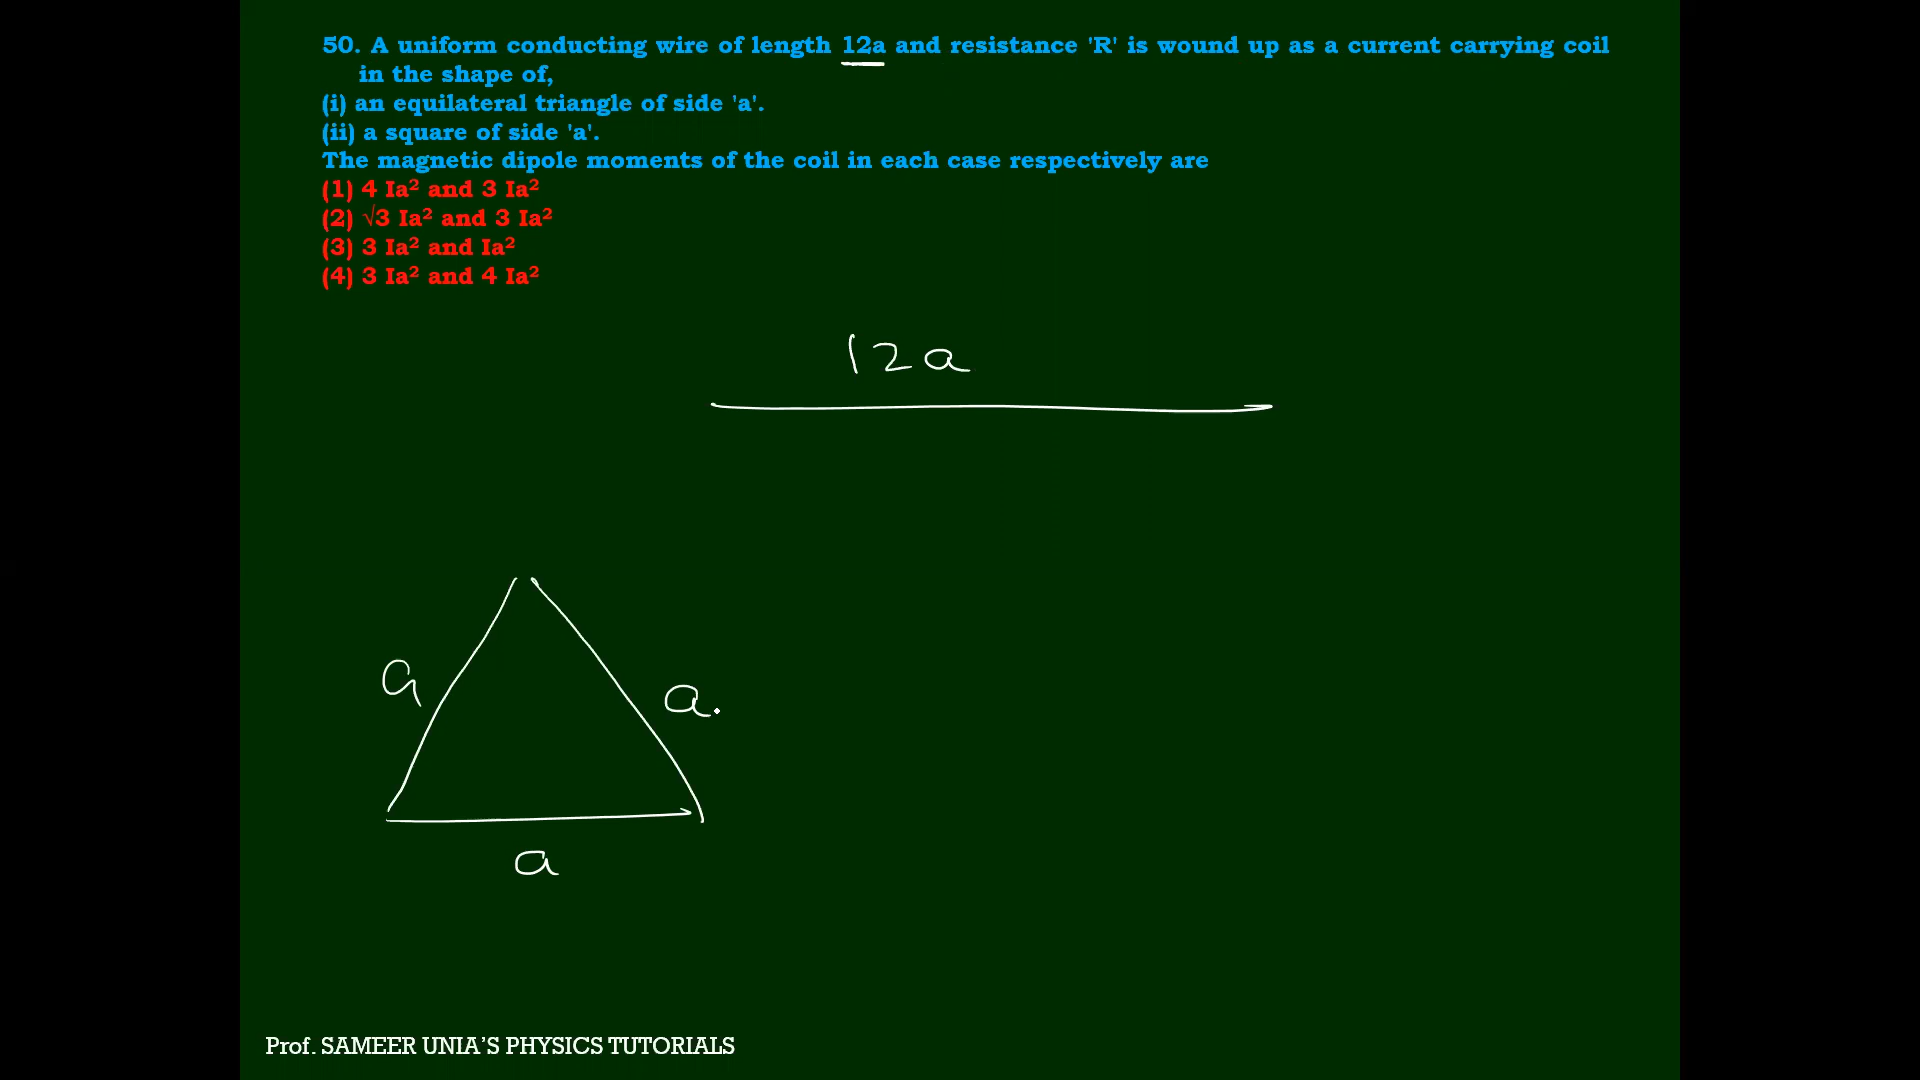 50. A uniform conducting wire of length 12a and resistance 'R' is wound up as a current carrying coil
in the shape of,
(i) an equilateral triangle of side 'a'.
(ii) a square of side 'a'.
The magnetic dipole moments of the coil in each case respectively are
(1) 4 Ia² and 3 Ia²
(2) √3 Ia² and 3 Ia²
(3) 3 Ia² and Ia²
(4) 3 Ia² and 4 Ia²
12a
a
a.
a
Prof. SAMEER UNIA'S PHYSICS TUTORIALS